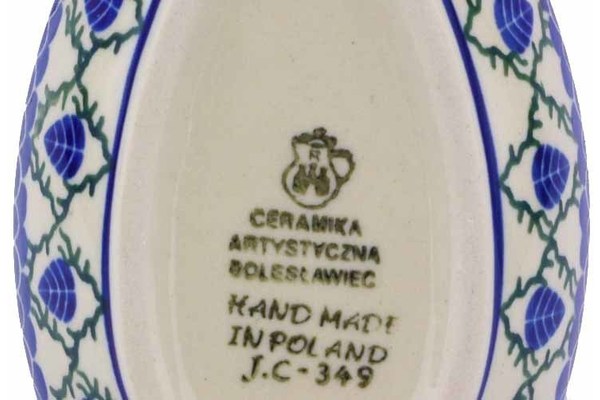 CERAMIKA
ARTYSTYCZNA
BOLESŁAWIEC
HAND MADE
IN POLAND
J.C-349